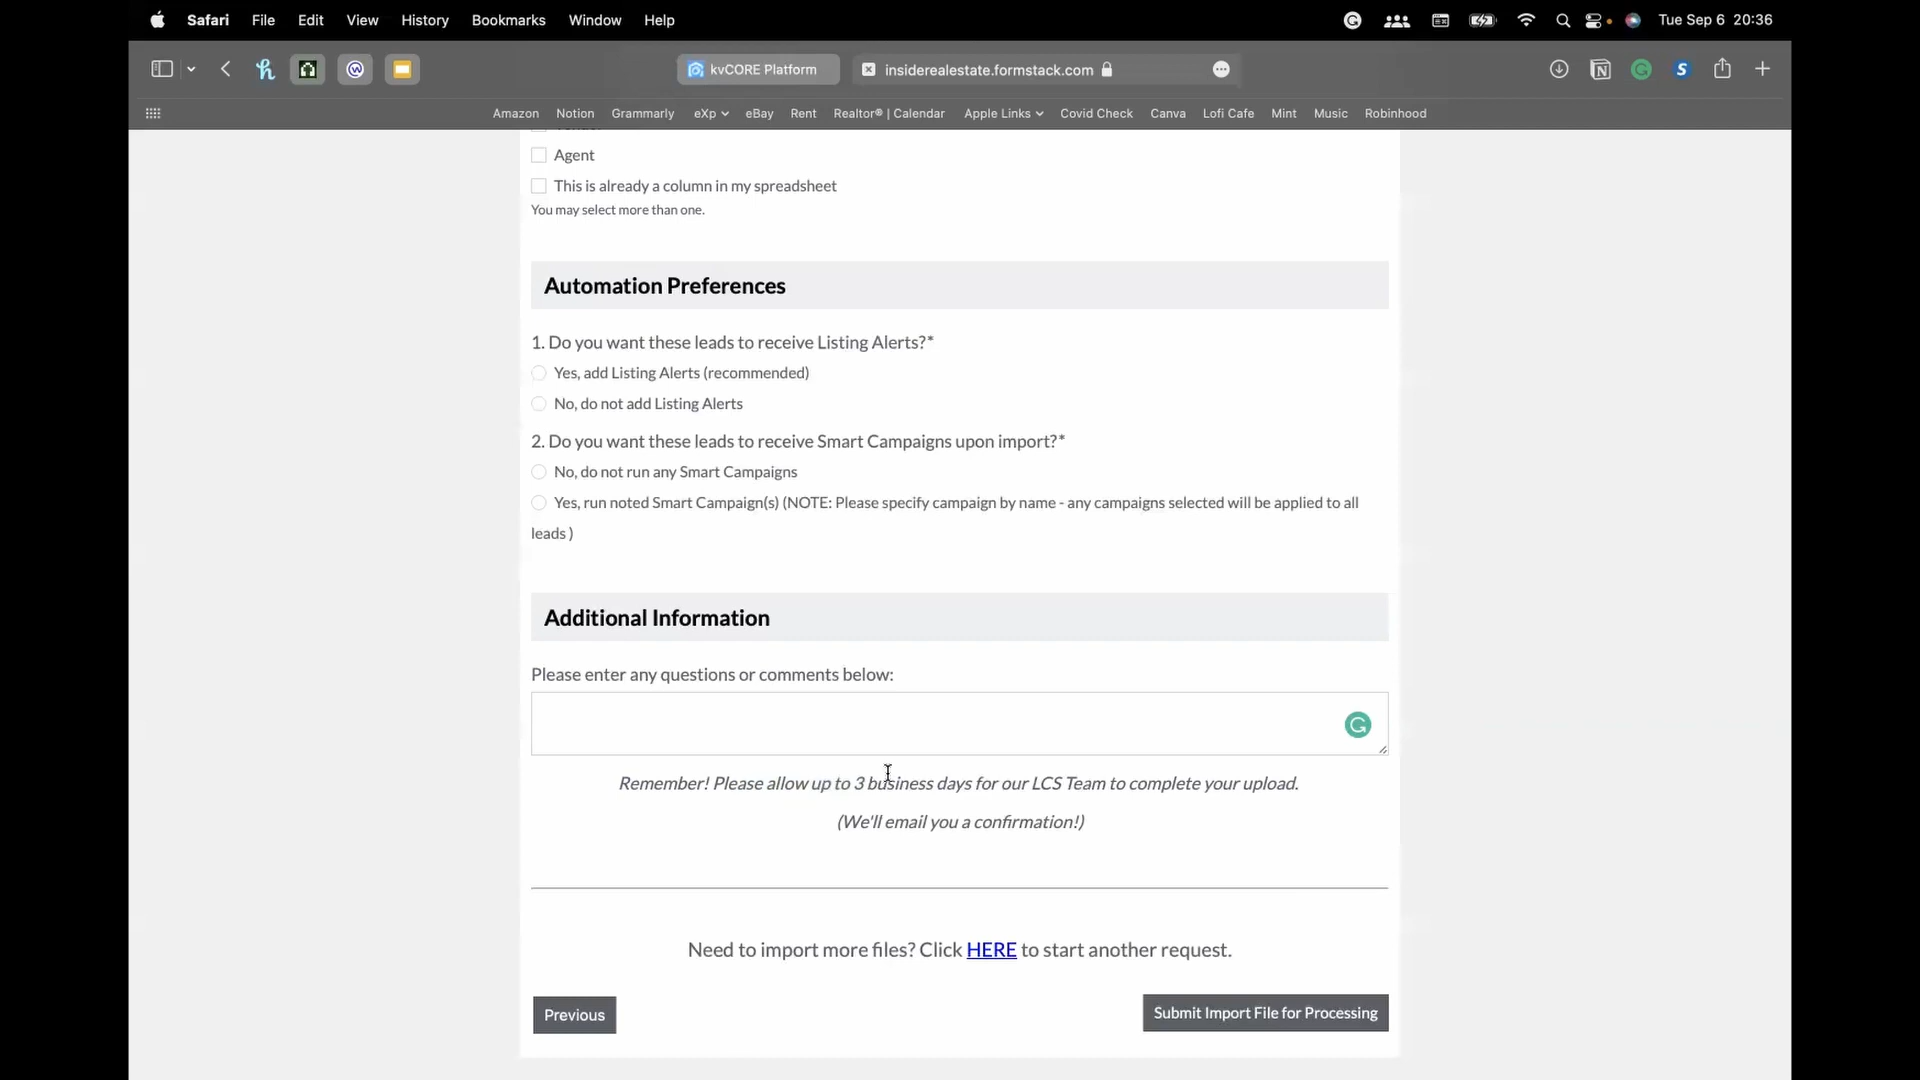 Safari File Edit View History Bookmarks Window Help Tue Sep 6 20:36
kvCORE Platform insiderealestate.formstack.com
Amazon Notion Grammarly eXp eBay Rent Realtor® | Calendar Apple Links Covid Check Canva Lofi Cafe Mint Music Robinhood
Agent
This is already a column in my spreadsheet
You may select more than one.
Automation Preferences
1. Do you want these leads to receive Listing Alerts?*
Yes, add Listing Alerts (recommended)
No, do not add Listing Alerts
2. Do you want these leads to receive Smart Campaigns upon import?*
No, do not run any Smart Campaigns
Yes, run noted Smart Campaign(s) (NOTE: Please specify campaign by name - any campaigns selected will be applied to all
leads )
Additional Information
Please enter any questions or comments below:
Remember! Please allow up to 3 business days for our LCS Team to complete your upload.
(We'll email you a confirmation!)
Need to import more files? Click HERE to start another request.
Previous
Submit Import File for Processing